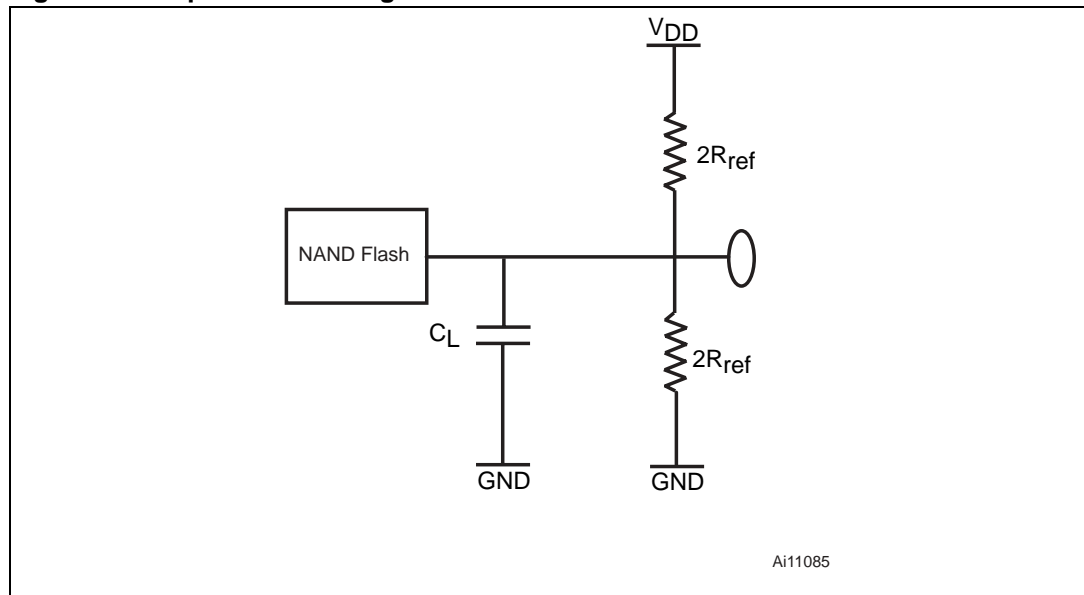 VDD
2Rref
NAND Flash
CL
2Rref
GND
GND
Ai11085